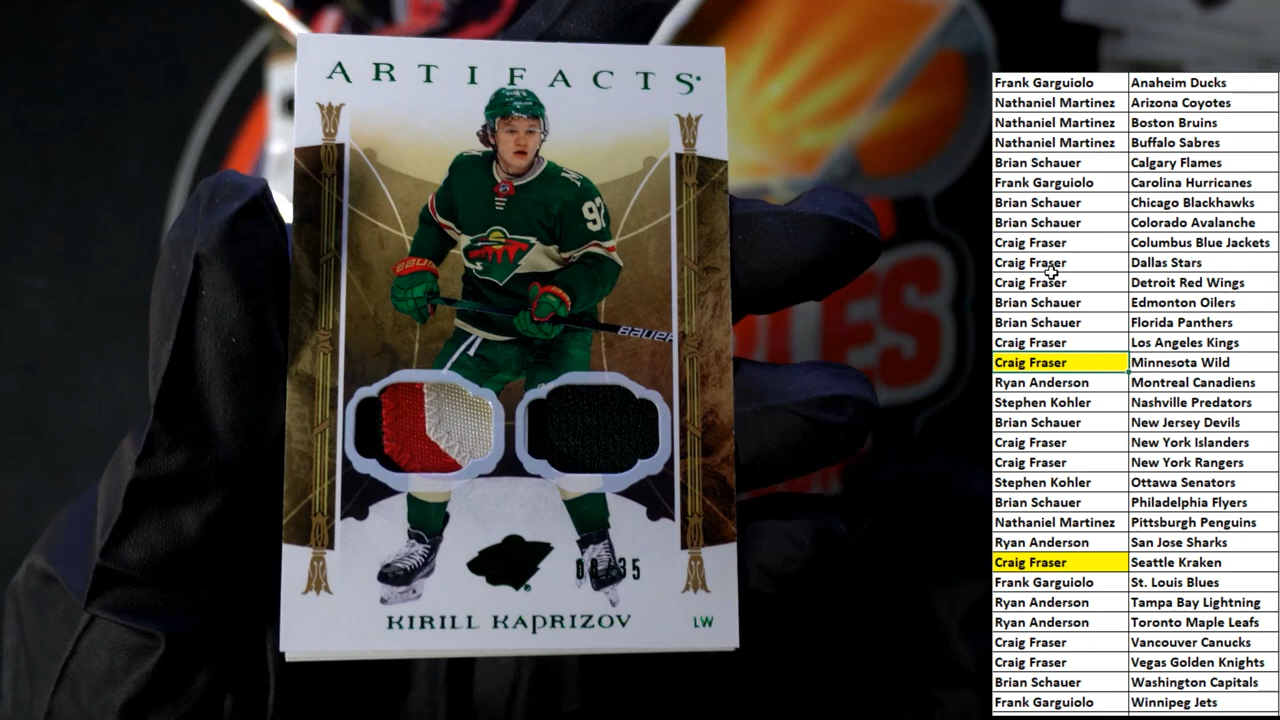 ARTIFACTS
97
BAUER
BAUER
KIRILL KAPRIZOV LW
Frank Garguiolo Anaheim Ducks
Nathaniel Martinez Arizona Coyotes
Nathaniel Martinez Boston Bruins
Nathaniel Martinez Buffalo Sabres
Brian Schauer Calgary Flames
Frank Garguiolo Carolina Hurricanes
Brian Schauer Chicago Blackhawks
Brian Schauer Colorado Avalanche
Craig Fraser Columbus Blue Jackets
Craig Fraser Dallas Stars
Craig Fraser Detroit Red Wings
Brian Schauer Edmonton Oilers
Brian Schauer Florida Panthers
Craig Fraser Los Angeles Kings
Craig Fraser Minnesota Wild
Ryan Anderson Montreal Canadiens
Stephen Kohler Nashville Predators
Brian Schauer New Jersey Devils
Craig Fraser New York Islanders
Craig Fraser New York Rangers
Stephen Kohler Ottawa Senators
Brian Schauer Philadelphia Flyers
Nathaniel Martinez Pittsburgh Penguins
Ryan Anderson San Jose Sharks
Craig Fraser Seattle Kraken
Frank Garguiolo St. Louis Blues
Ryan Anderson Tampa Bay Lightning
Ryan Anderson Toronto Maple Leafs
Craig Fraser Vancouver Canucks
Craig Fraser Vegas Golden Knights
Brian Schauer Washington Capitals
Frank Garguiolo Winnipeg Jets